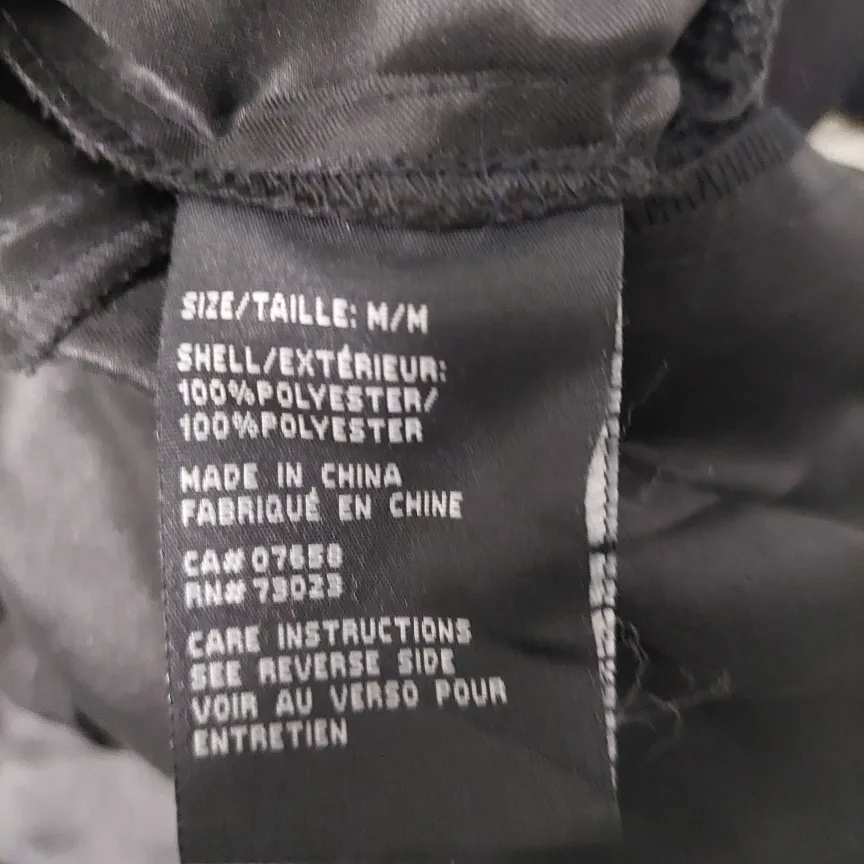 SIZE/TAILLE: M/M
SHELL/EXTÉRIEUR:
100%POLYESTER/
100%POLYESTER
MADE IN CHINA
FABRIQUÉ EN CHINE
CA# 07658
RN# 73023
CARE INSTRUCTIONS
SEE REVERSE SIDE
VOIR AU VERSO POUR
ENTRETIEN